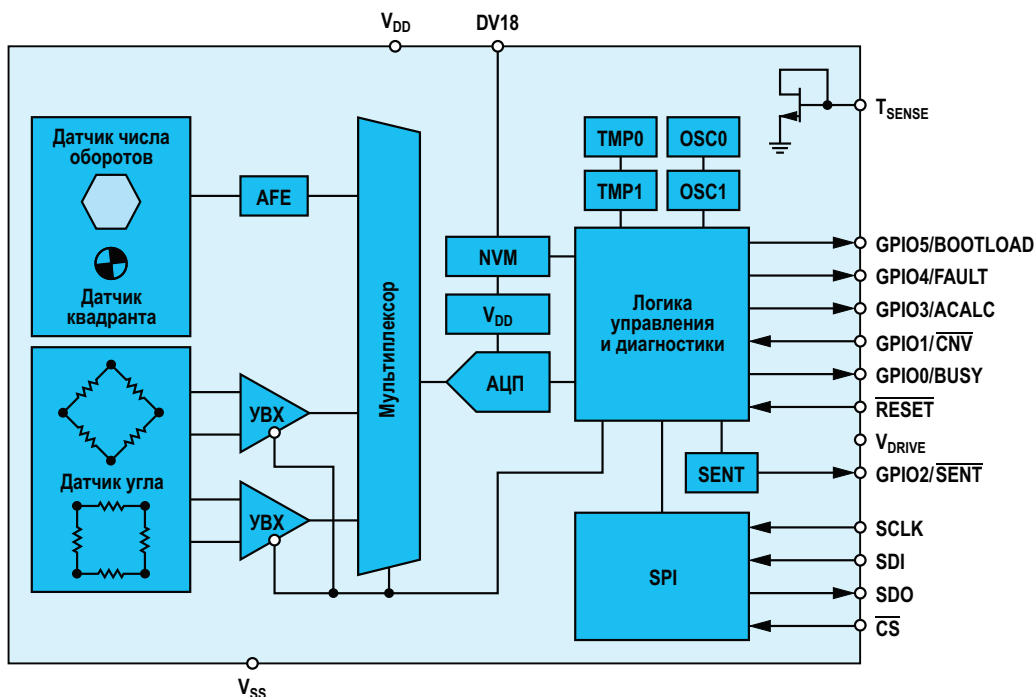 VDD
DV18
TSENSE
Датчик числа
оборотов
Датчик
квадранта
AFE
Мультиплексор
TMP0
OSC0
TMP1
OSC1
NVM
VDD
АЦП
Логика
управления
и диагностики
GPIO5/BOOTLOAD
GPIO4/FAULT
GPIO3/ACALC
GPIO1/CNV
GPIO0/BUSY
RESET
VDRIVE
GPIO2/SENT
SENT
УВХ
Датчик угла
УВХ
SPI
SCLK
SDI
SDO
CS
VSS